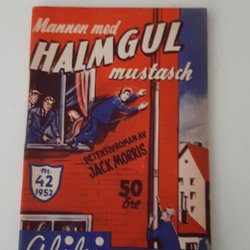 Mannen med
HALMGUL
mustasch
DETEKTIVROMAN AV
JACK MORRIS
nr
42
1952
50
öre